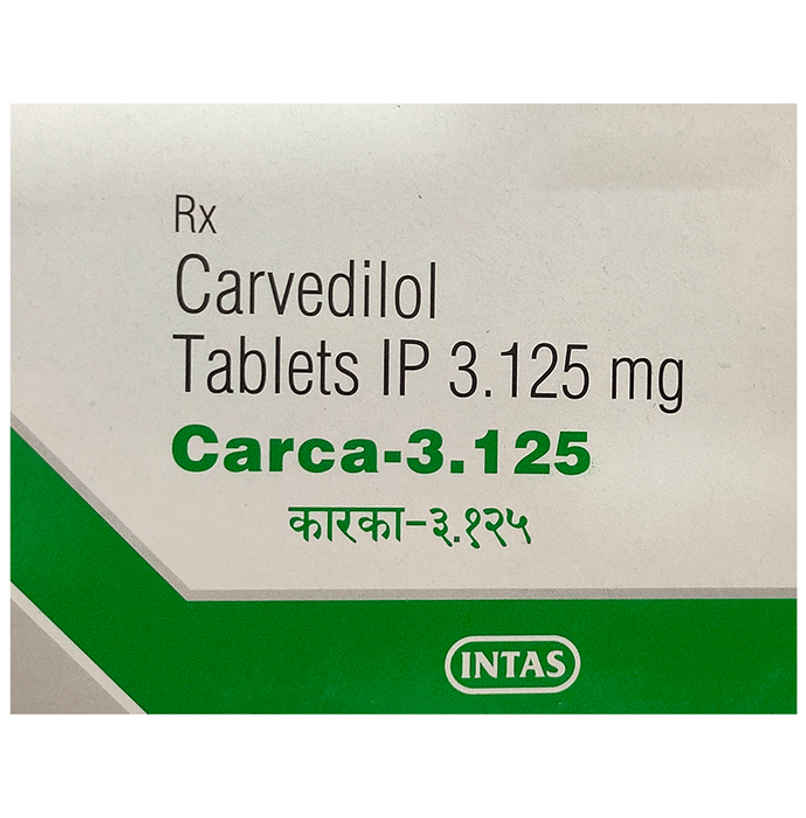 Rx
Carvedilol
Tablets IP 3.125 mg
Carca-3.125
कारका-३.१२५
INTAS